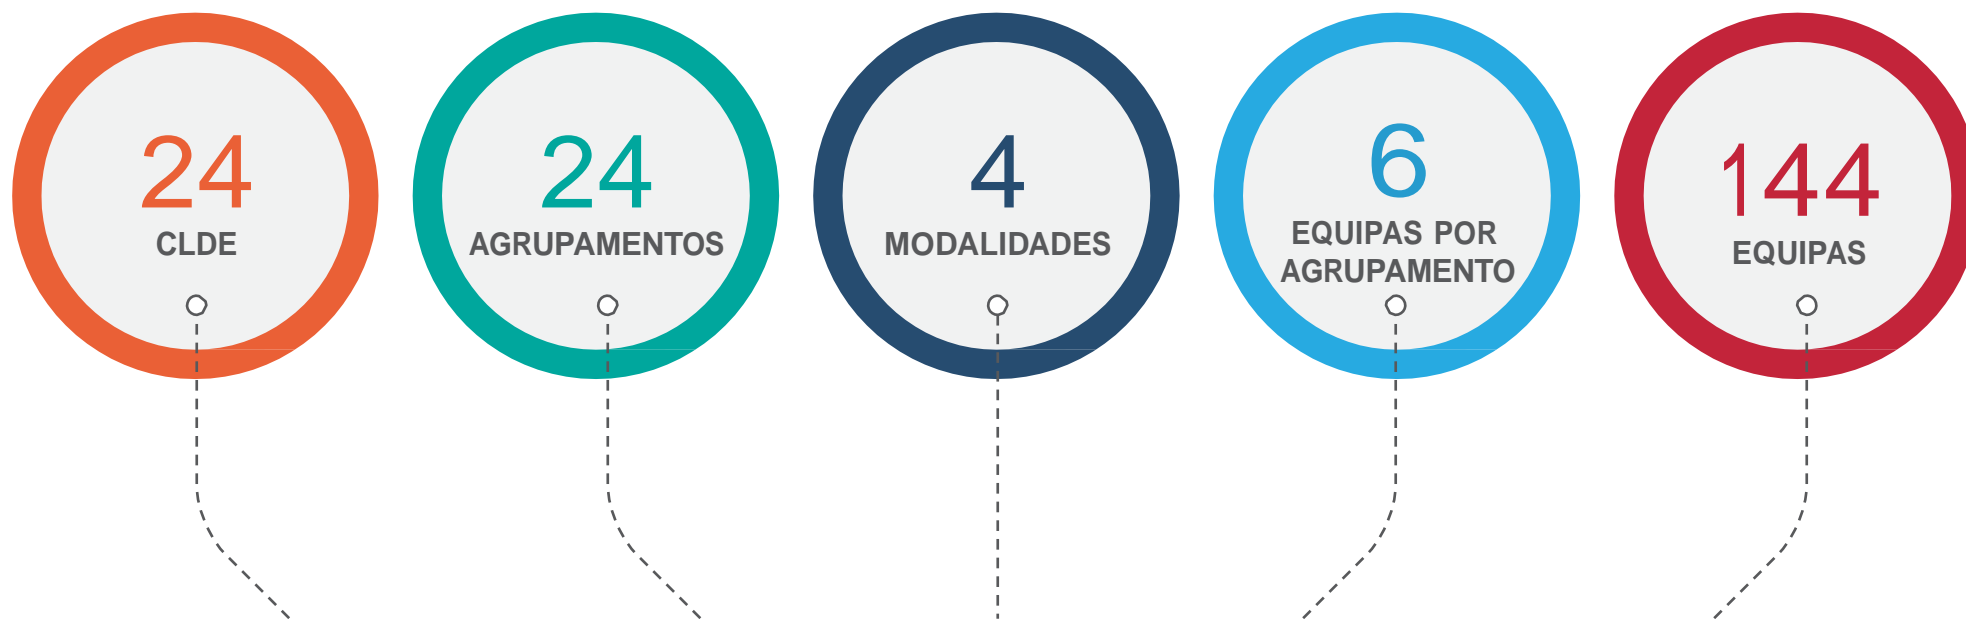 24
CLDE
24
AGRUPAMENTOS
4
MODALIDADES
6
EQUIPAS POR
AGRUPAMENTO
144
EQUIPAS